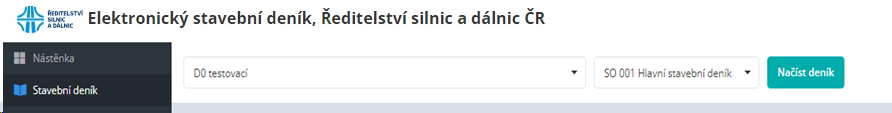 ŘEDITELSTVÍ
SILNIC
A DÁLNIC
Elektronický stavební deník, Ředitelství silnic a dálnic ČR
Nástěnka
D0 testovací
SO 001 Hlavní stavební deník
Načíst deník
Stavební deník